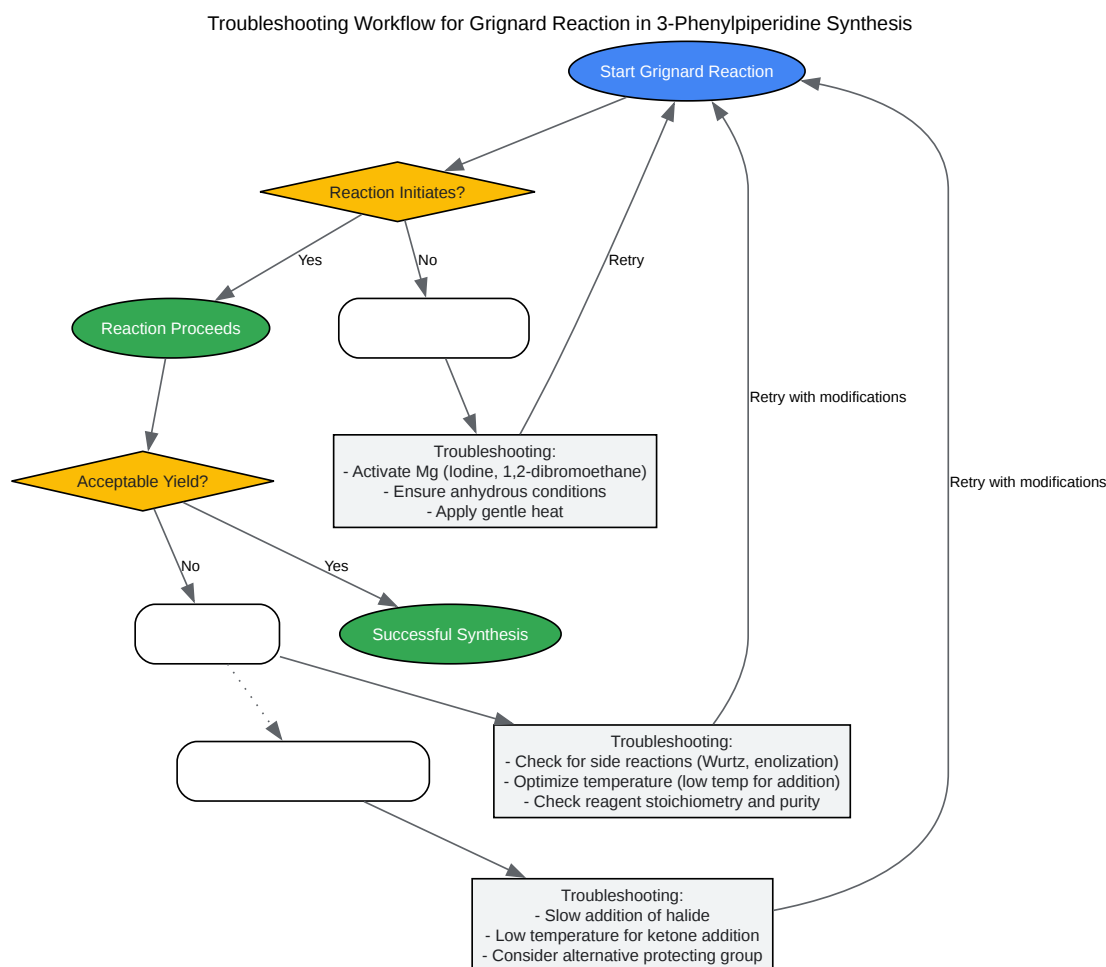 Troubleshooting Workflow for Grignard Reaction in 3-Phenylpiperidine Synthesis
Start Grignard Reaction
Reaction Initiates?
Yes
No
Retry
Reaction Proceeds
Retry with modifications
Troubleshooting:
- Activate Mg (Iodine, 1,2-dibromoethane)
- Ensure anhydrous conditions
- Apply gentle heat
Acceptable Yield?
Retry with modifications
No
Yes
Successful Synthesis
Troubleshooting:
- Check for side reactions (Wurtz, enolization)
- Optimize temperature (low temp for addition)
- Check reagent stoichiometry and purity
Troubleshooting:
- Slow addition of halide
- Low temperature for ketone addition
- Consider alternative protecting group